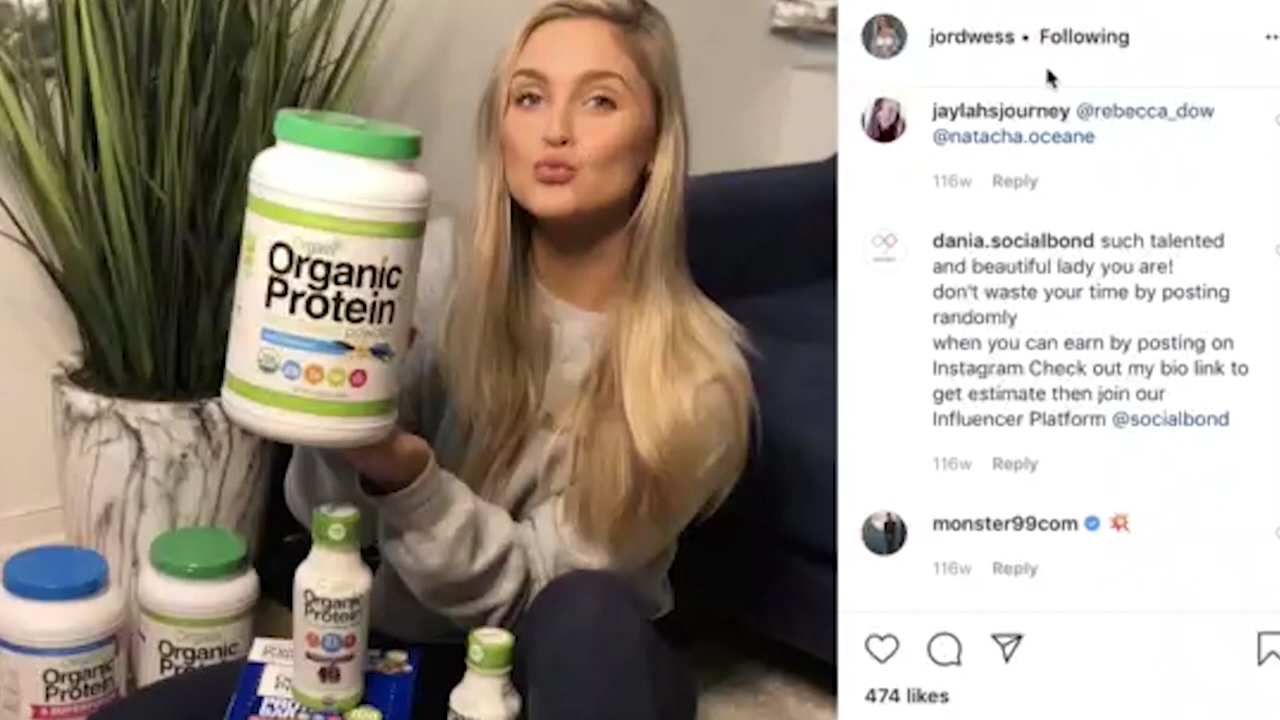 jordwess • Following
jaylahsjourney @rebecca_dow
@natacha.oceane
116w Reply
dania.socialbond such talented
and beautiful lady you are!
don't waste your time by posting
randomly
when you can earn by posting on
Instagram Check out my bio link to
get estimate then join our
Influencer Platform @socialbond
116w Reply
monster99com
116w Reply
474 likes
Orgain
Organic
Protein
powder
Organic
Protein
Organic
Organic
Protein